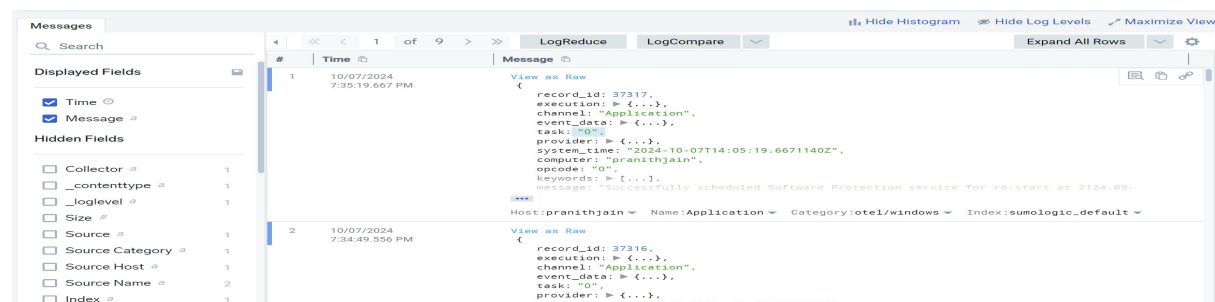 Messages
Hide Histogram Hide Log Levels Maximize View
Search
1 of 9 LogReduce LogCompare Expand All Rows
# Time Message
Displayed Fields
Time
Message
Hidden Fields
Collector 1
_contenttype 1
_loglevel 1
Size #
Source 1
Source Category 1
Source Host 1
Source Name 2
Index 1
1 10/07/2024 View as Raw
7:35:19.667 PM {
record_id: 37317,
execution: ▶ {...},
channel: "Application",
event_data: ▶ {...},
task: "0",
provider: ▶ {...},
system_time: "2024-10-07T14:05:19.6671140Z",
computer: "pranithjain",
opcode: "0",
keywords: ▶ [...],
message: "Successfully scheduled Software Protection service for re-start at 2124-09-
...
Host:pranithjain Name:Application Category:otel/windows Index:sumologic_default
2 10/07/2024 View as Raw
7:34:49.556 PM {
record_id: 37316,
execution: ▶ {...},
channel: "Application",
event_data: ▶ {...},
task: "0",
provider: ▶ {...},